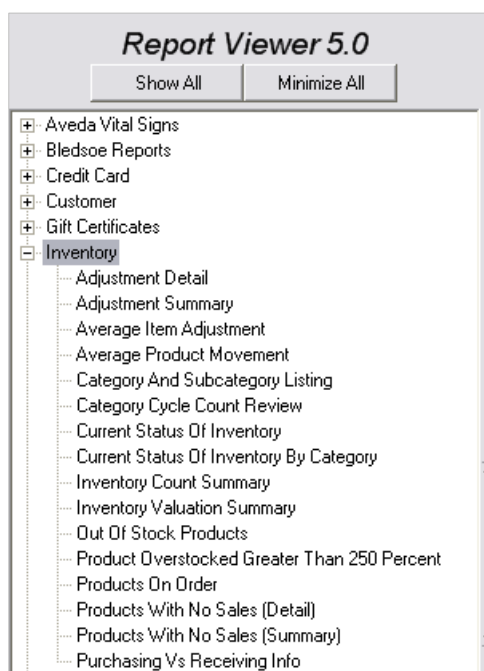 Report Viewer 5.0
Show All Minimize All
Aveda Vital Signs
Bledsoe Reports
Credit Card
Customer
Gift Certificates
Inventory
Adjustment Detail
Adjustment Summary
Average Item Adjustment
Average Product Movement
Category And Subcategory Listing
Category Cycle Count Review
Current Status Of Inventory
Current Status Of Inventory By Category
Inventory Count Summary
Inventory Valuation Summary
Out Of Stock Products
Product Overstocked Greater Than 250 Percent
Products On Order
Products With No Sales (Detail)
Products With No Sales (Summary)
Purchasing Vs Receiving Info